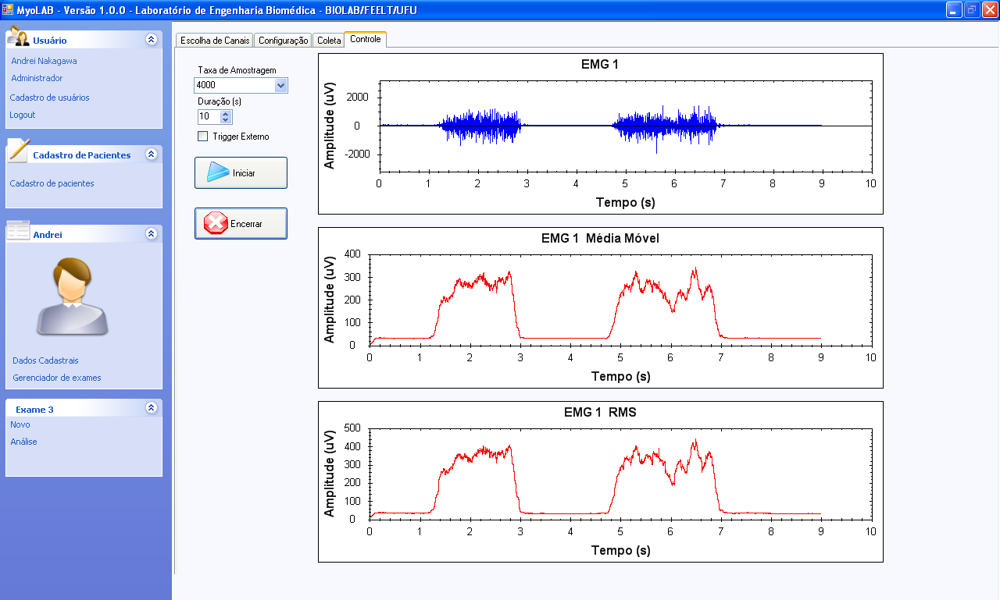 MyoLAB - Versão 1.0.0 - Laboratório de Engenharia Biomédica - BIOLAB/FEELT/UFU
Usuário
Andrei Nakagawa
Administrador
Cadastro de usuários
Logout
Cadastro de Pacientes
Cadastro de pacientes
Andrei
Dados Cadastrais
Gerenciador de exames
Exame 3
Novo
Análise
Escolha de Canais Configuração Coleta Controle
Taxa de Amostragem
4000
Duração (s)
10
Trigger Externo
Iniciar
Encerrar
EMG 1
Amplitude (uV)
2000
0
-2000
0 1 2 3 4 5 6 7 8 9 10
Tempo (s)
EMG 1 Média Móvel
Amplitude (uV)
400
300
200
100
0
0 1 2 3 4 5 6 7 8 9 10
Tempo (s)
EMG 1 RMS
Amplitude (uV)
500
400
300
200
100
0
0 1 2 3 4 5 6 7 8 9 10
Tempo (s)